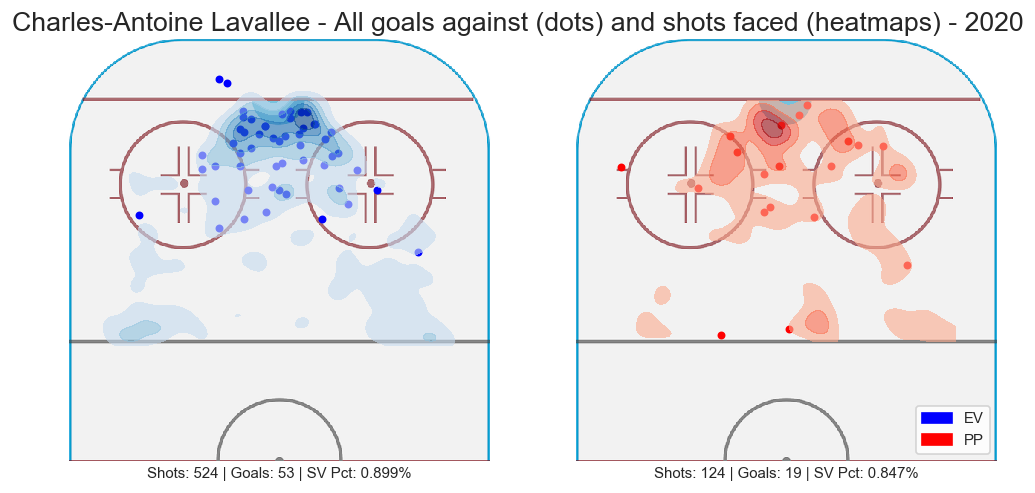 Charles-Antoine Lavallee - All goals against (dots) and shots faced (heatmaps) - 2020
EV
PP
Shots: 524 | Goals: 53 | SV Pct: 0.899%
Shots: 124 | Goals: 19 | SV Pct: 0.847%